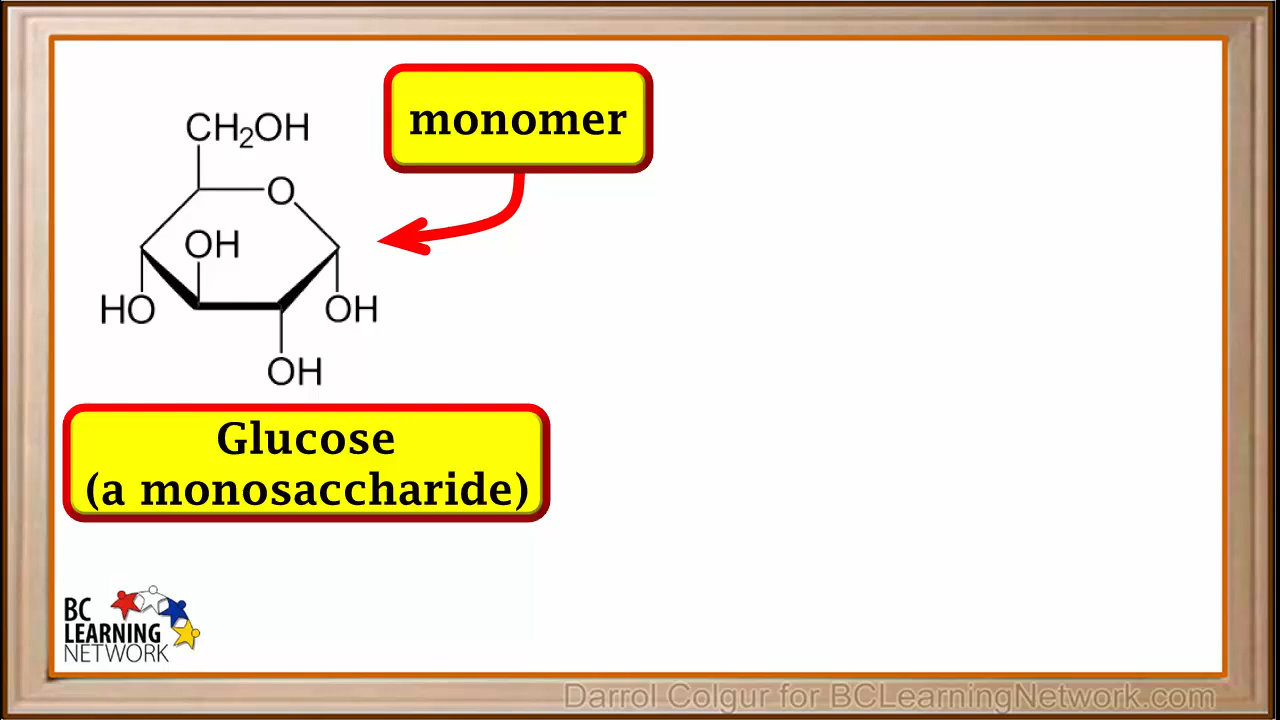 monomer
CH2OH
O
OH
HO
OH
OH
Glucose
(a monosaccharide)
BC
LEARNING
NETWORK
Darrol Colgur for BCLearningNetwork.com